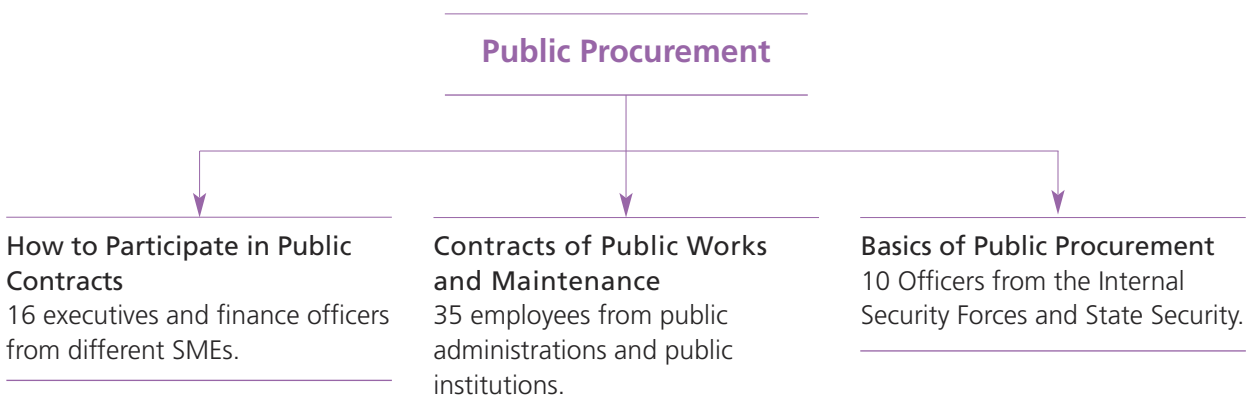 Public Procurement
How to Participate in Public
Contracts
16 executives and finance officers
from different SMEs.
Contracts of Public Works
and Maintenance
35 employees from public
administrations and public
institutions.
Basics of Public Procurement
10 Officers from the Internal
Security Forces and State Security.